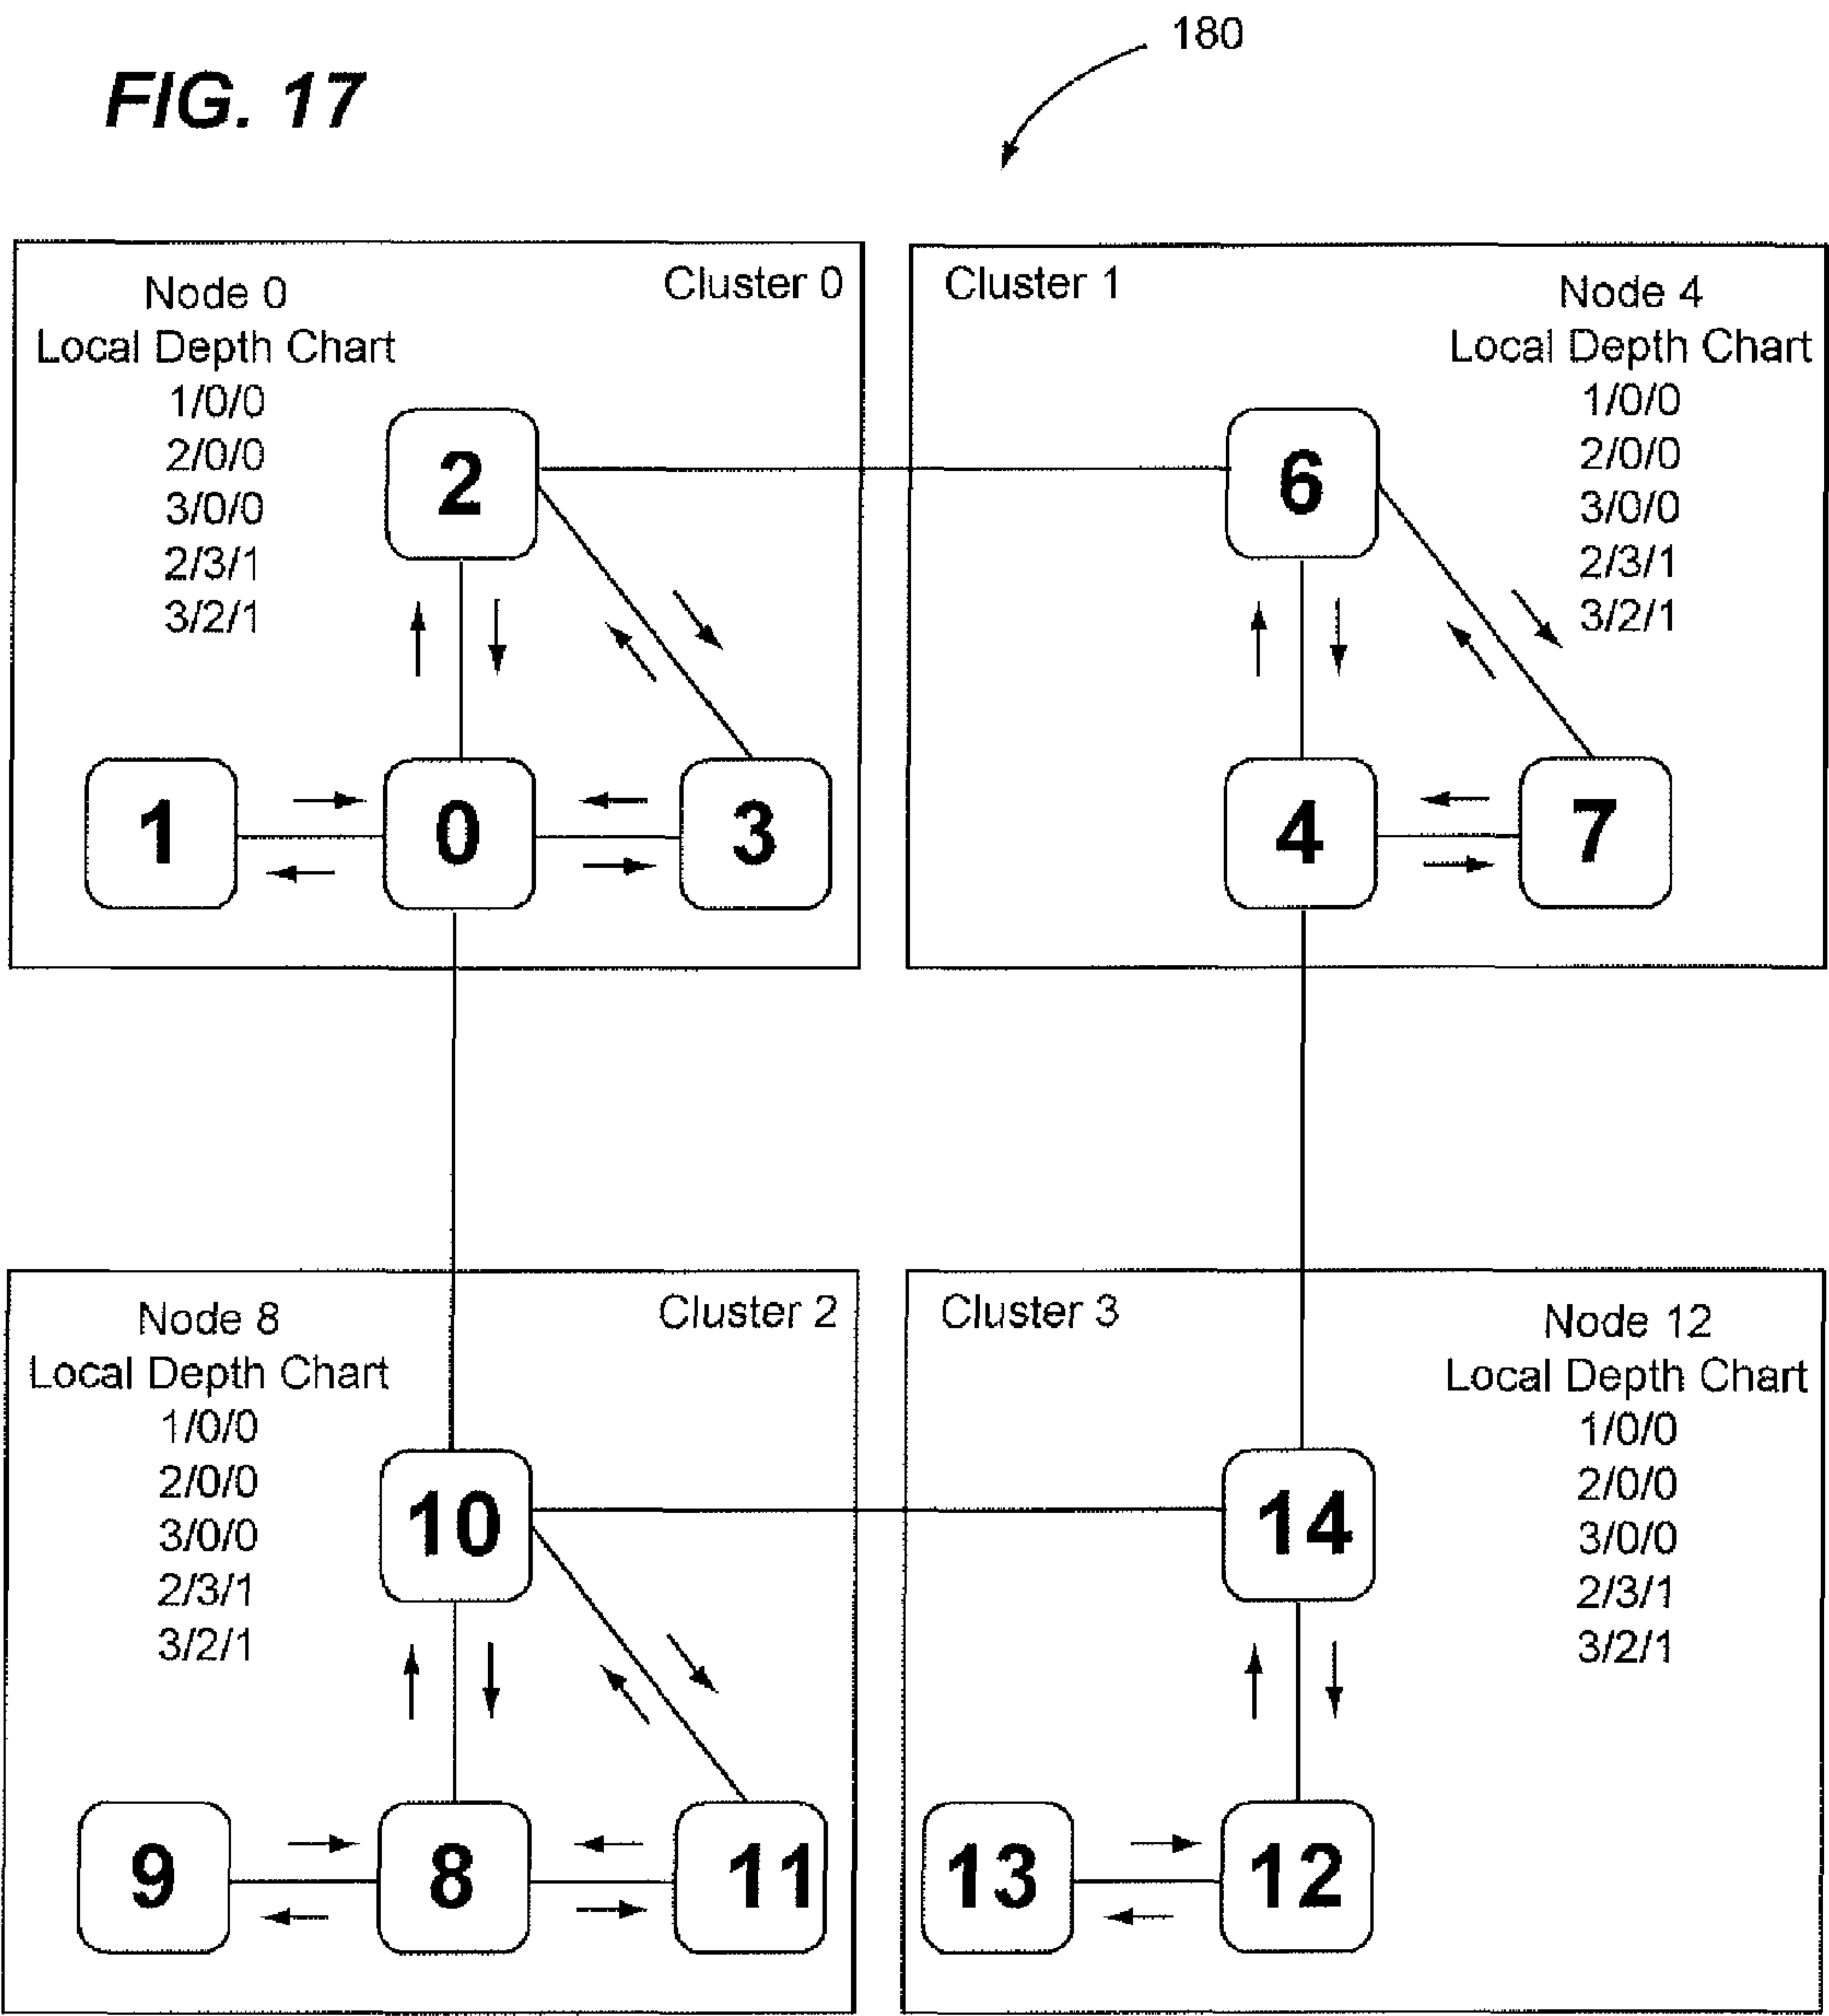 FIG. 17
180
Node 0
Cluster 0
Local Depth Chart
1/0/0
2/0/0
3/0/0
2/3/1
3/2/1
2
1
0
3
Cluster 1
Node 4
Local Depth Chart
1/0/0
2/0/0
3/0/0
2/3/1
3/2/1
6
4
7
Node 8
Cluster 2
Local Depth Chart
1/0/0
2/0/0
3/0/0
2/3/1
3/2/1
10
9
8
11
Cluster 3
Node 12
Local Depth Chart
1/0/0
2/0/0
3/0/0
2/3/1
3/2/1
14
13
12